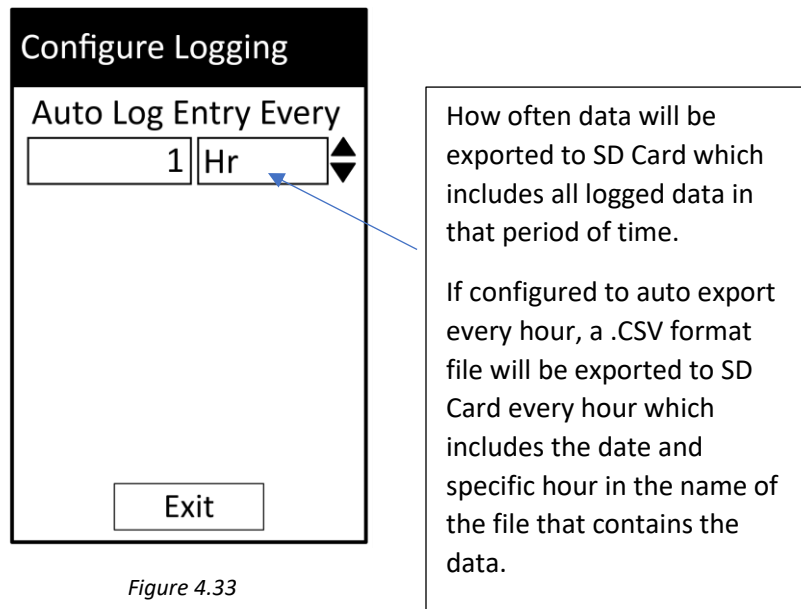 Configure Logging
Auto Log Entry Every
1 Hr
Exit
Figure 4.33
How often data will be
exported to SD Card which
includes all logged data in
that period of time.
If configured to auto export
every hour, a .CSV format
file will be exported to SD
Card every hour which
includes the date and
specific hour in the name of
the file that contains the
data.